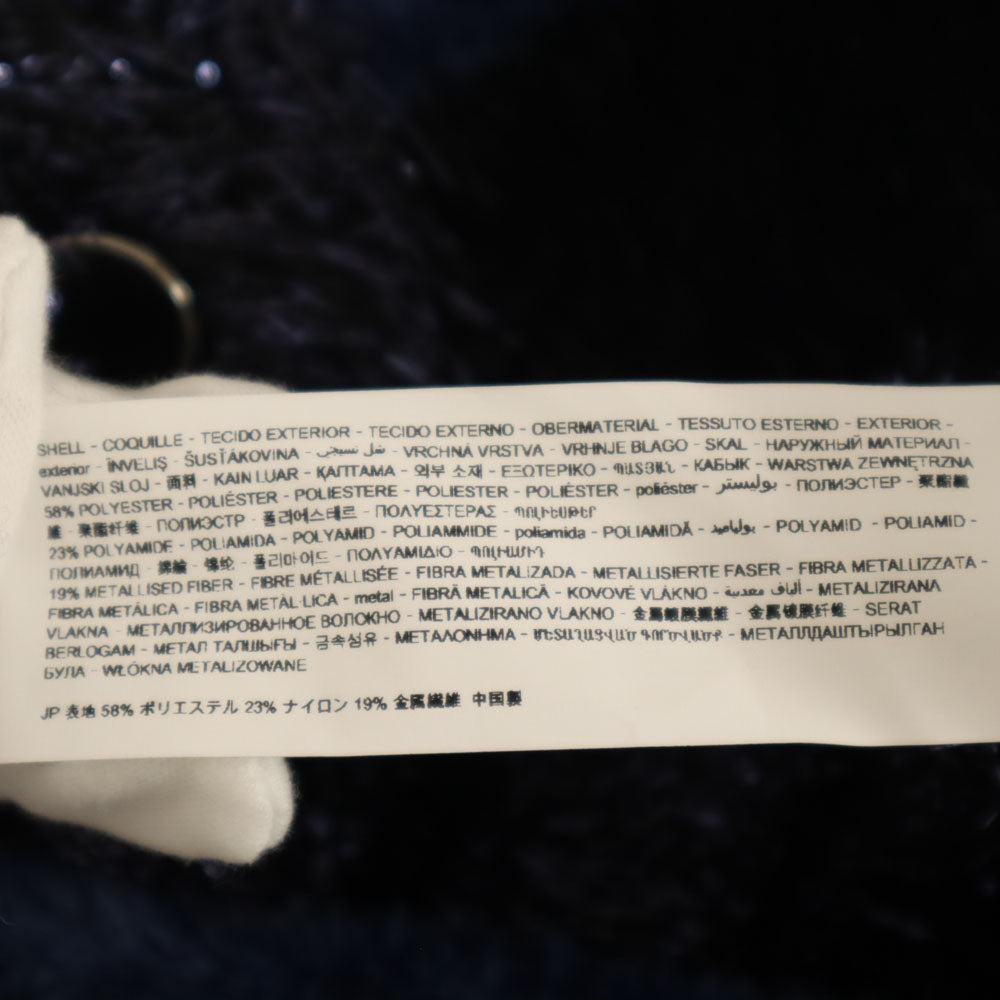 SHELL - COQUILLE - TECIDO EXTERIOR - TECIDO EXTERNO - OBERMATERIAL - TESSUTO ESTERNO - EXTERIOR -
exterior - ÎNVELIȘ - ŠUSŤÁKOVINA - - VRCHNÁ VRSTVA - VRHNJE BLAGO - SKAL - НАРУЖНЫЙ МАТЕРИАЛ -
VANJSKI SLOJ - 面料 - KAIN LUAR - ҚАПТАМА - 외부 소재 - ΕΞΩΤΕΡΙΚΟ - - КАБЫК - WARSTWA ZEWNĘTRZNA
58% POLYESTER - POLIÉSTER - POLIESTERE - POLIESTER - POLIÉSTER - poliéster - بوليستر - ПОЛИЭСТЕР - 聚酯纖
維 - 聚酯纤维 - ПОЛИЭСТР - 폴리에스테르 - ΠΟΛΥΕΣΤΕΡΑΣ - ՊՈԼԻԷՍԹԵՐ
23% POLYAMIDE - POLIAMIDA - POLYAMID - POLIAMMIDE - poliamida - POLIAMIDĂ - بولياميد - POLYAMID - POLIAMID -
ПОЛИАМИД - 錦綸 - 锦纶 - 폴리마이드 - ΠΟΛΥΑΜΙΔΙΟ - ՊՈԼԻԱՄԻԴ
19% METALLISED FIBER - FIBRE MÉTALLISÉE - FIBRA METALIZADA - METALLISIERTE FASER - FIBRA METALLIZZATA -
FIBRA METÁLICA - FIBRA METAL·LICA - metal - FIBRĂ METALICĂ - KOVOVÉ VLÁKNO - ألياف معدنية - METALIZIRANA
VLAKNA - МЕТАЛЛИЗИРОВАННОЕ ВОЛОКНО - METALIZIRANO VLAKNO - 金屬鍍膜纖維 - 金属镀膜纤维 - SERAT
BERLOGAM - МЕТАЛ ТАЛШЫҒЫ - 금속섬유 - ΜΕΤΑΛΟΝΗΜΑ - - МЕТАЛЛДАШТЫРЫЛГАН
БУЛА - WŁÓKNA METALIZOWANE
JP 表地 58% ポリエステル 23% ナイロン 19% 金属繊維 中国製